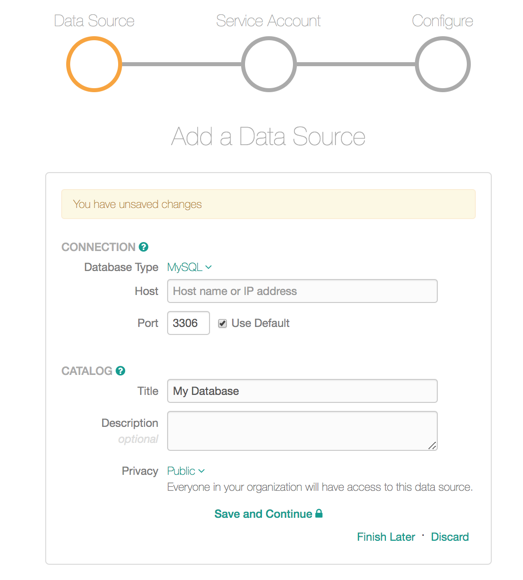 Data Source Service Account Configure
Add a Data Source
You have unsaved changes
CONNECTION ?
Database Type MySQL
Host Host name or IP address
Port 3306 Use Default
CATALOG ?
Title My Database
Description
optional
Privacy Public
Everyone in your organization will have access to this data source.
Save and Continue
Finish Later · Discard